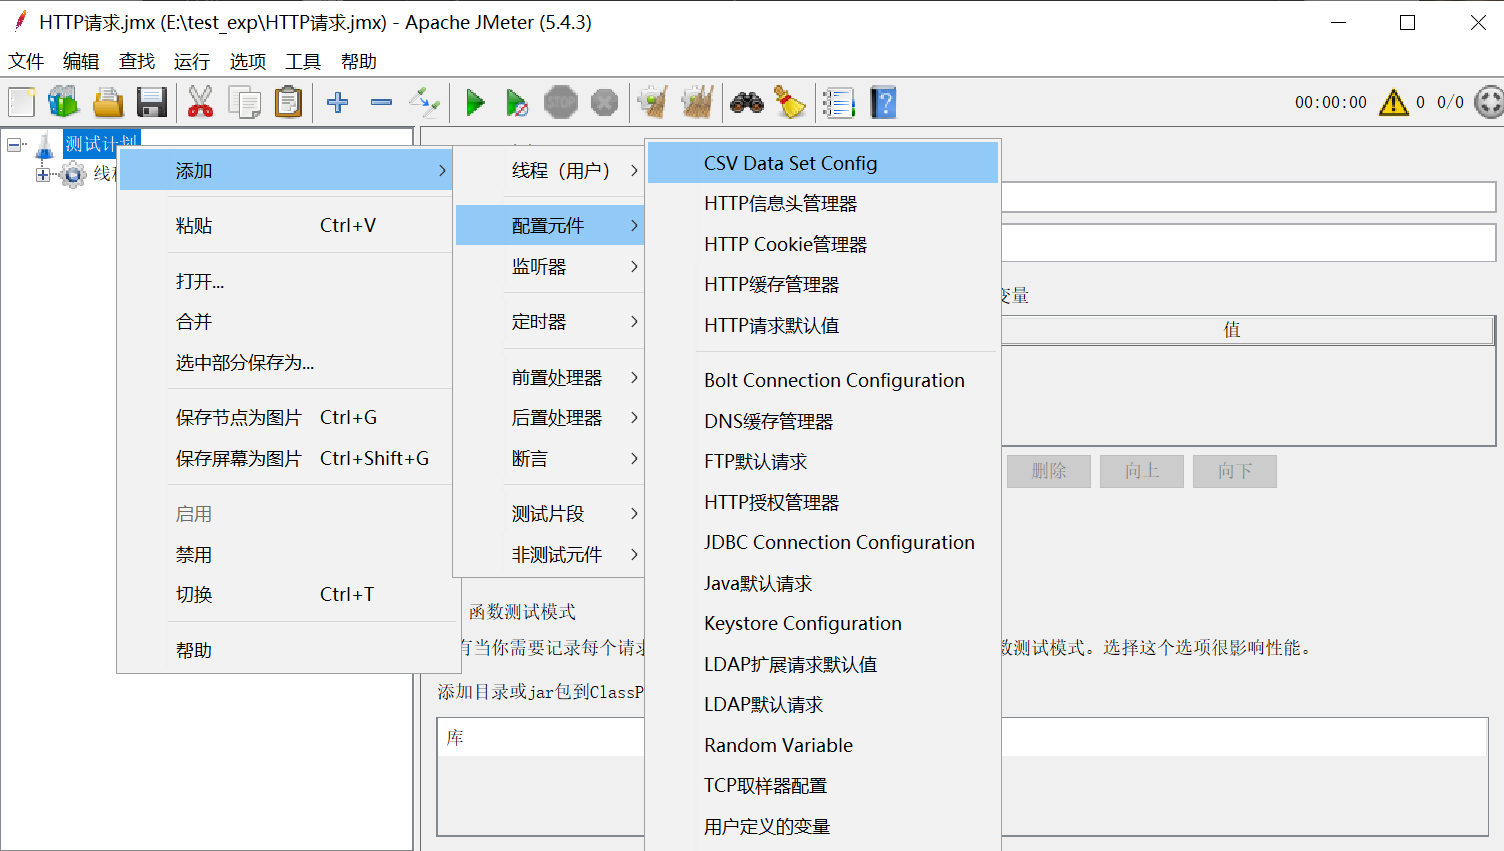 HTTP请求.jmx (E:\test_exp\HTTP请求.jmx) - Apache JMeter (5.4.3)
文件 编辑 查找 运行 选项 工具 帮助
STOP
00:00:00 0 0/0
测试计划
线程
添加
粘贴 Ctrl+V
打开...
合并
选中部分保存为...
保存节点为图片 Ctrl+G
保存屏幕为图片 Ctrl+Shift+G
启用
禁用
切换 Ctrl+T
帮助
线程（用户）
配置元件
监听器
定时器
前置处理器
后置处理器
断言
测试片段
非测试元件
CSV Data Set Config
HTTP信息头管理器
HTTP Cookie管理器
HTTP缓存管理器
HTTP请求默认值
Bolt Connection Configuration
DNS缓存管理器
FTP默认请求
HTTP授权管理器
JDBC Connection Configuration
Java默认请求
Keystore Configuration
LDAP扩展请求默认值
LDAP默认请求
Random Variable
TCP取样器配置
用户定义的变量
变量
值
删除 向上 向下
函数测试模式
有当你需要记录每个请求
数测试模式。选择这个选项很影响性能。
添加目录或jar包到ClassP
库